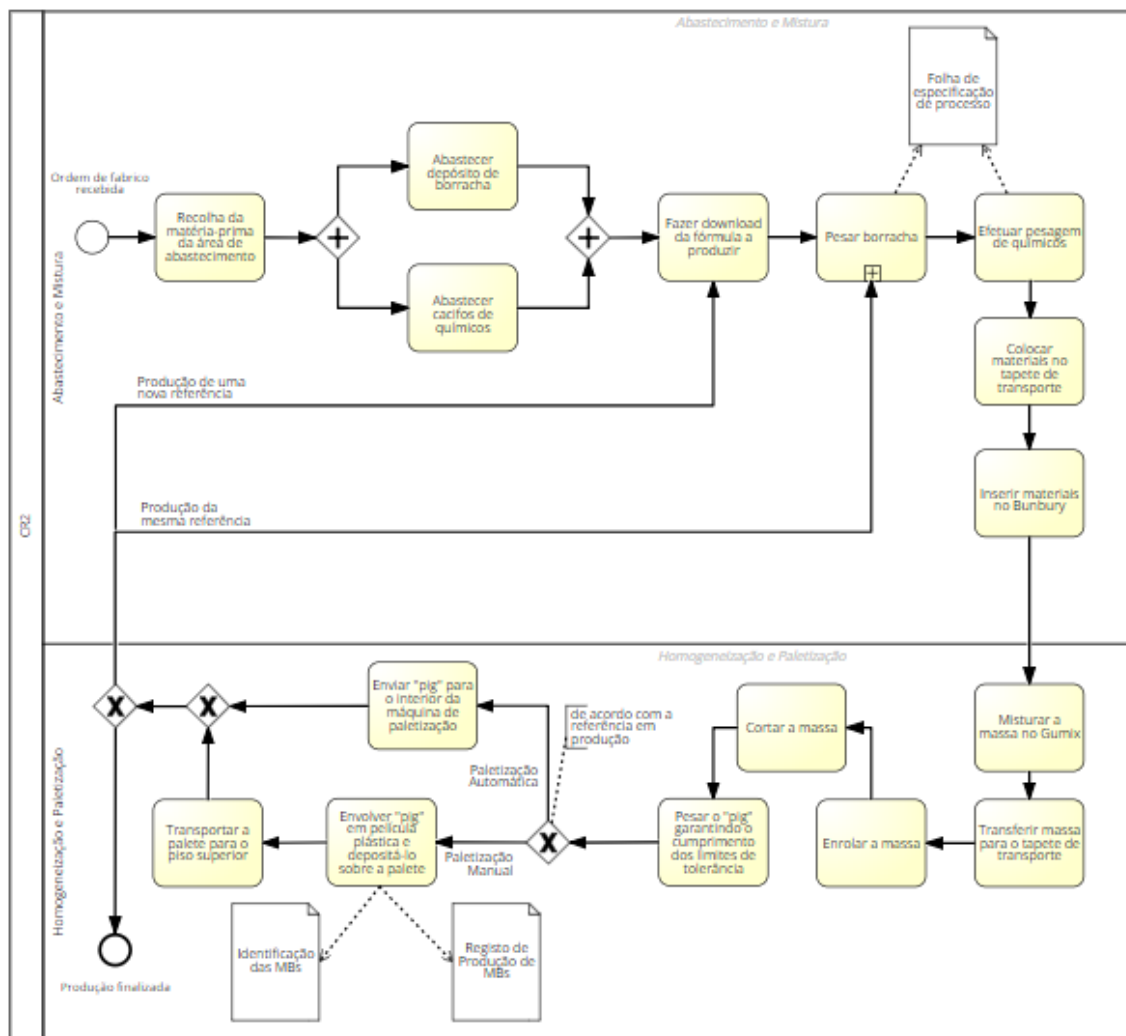 Abastecimento e Mistura
Folha de
especificação
de processo
Ordem de fabrico
recebida
Abastecer
depósito de
borracha
Recolha da
matéria-prima
da área de
abastecimento
Fazer download
da fórmula a
produzir
Pesar borracha
Efetuar pesagem
de químicos
Abastecer
cacifos de
químicos
Abastecimento e Mistura
Colocar
materiais no
tapete de
transporte
Produção de uma
nova referência
Inserir materiais
no Bunbury
Produção da
mesma referência
CR2
Homogeneização e Paletização
Enviar "pig" para
o interior da
máquina de
paletização
de acordo com a
referência em
produção
Cortar a massa
Misturar a
massa no Gumix
Paletização
Automática
Homogeneização e Paletização
Transportar a
palete para o
piso superior
Envolver "pig"
em película
plástica e
depositá-lo
sobre a palete
Paletização
Manual
Pesar o "pig"
garantindo o
cumprimento
dos limites de
tolerância
Enrolar a massa
Transferir massa
para o tapete de
transporte
Identificação
das MBs
Registo de
Produção de
MBs
Produção finalizada